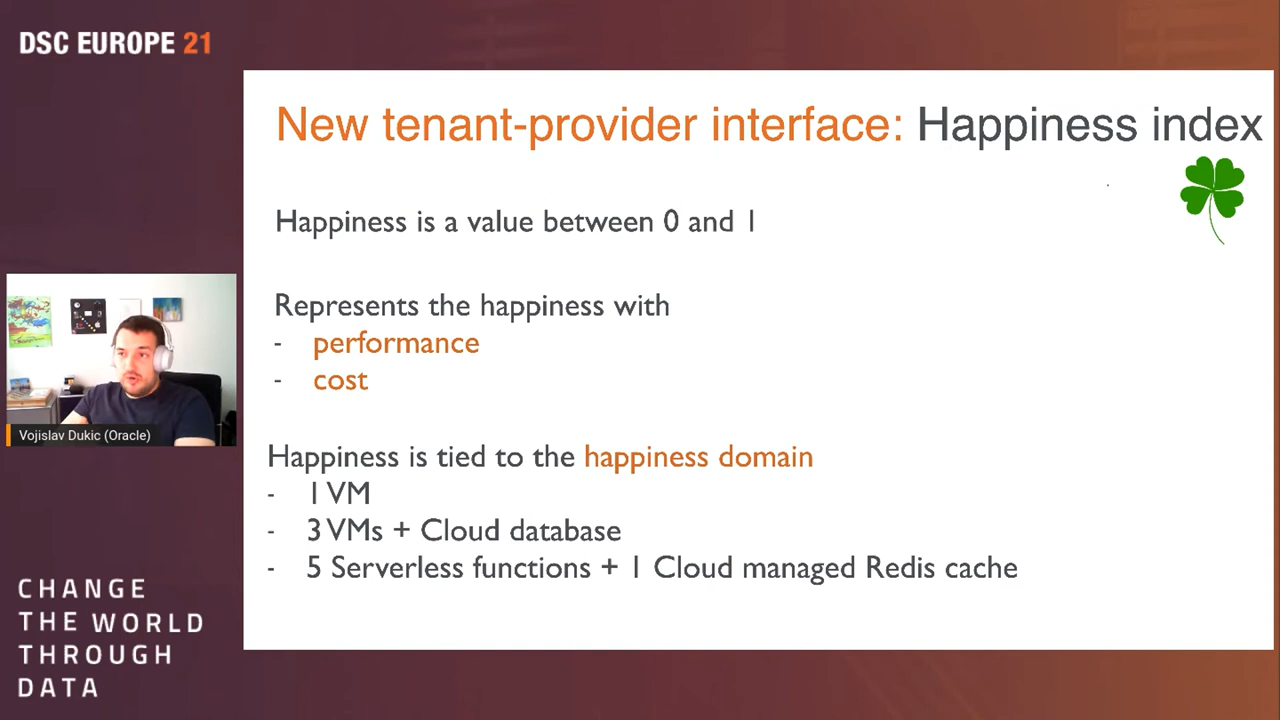 DSC EUROPE 21
New tenant-provider interface: Happiness index
Happiness is a value between 0 and 1
Represents the happiness with
- performance
- cost
Happiness is tied to the happiness domain
- 1 VM
- 3 VMs + Cloud database
- 5 Serverless functions + 1 Cloud managed Redis cache
Vojislav Dukic (Oracle)
CHANGE
THE WORLD
THROUGH
DATA